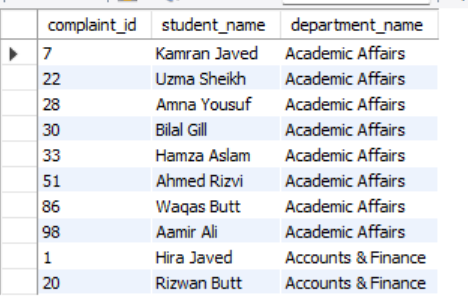 complaint_id student_name department_name
7 Kamran Javed Academic Affairs
22 Uzma Sheikh Academic Affairs
28 Amna Yousuf Academic Affairs
30 Bilal Gill Academic Affairs
33 Hamza Aslam Academic Affairs
51 Ahmed Rizvi Academic Affairs
86 Waqas Butt Academic Affairs
98 Aamir Ali Academic Affairs
1 Hira Javed Accounts & Finance
20 Rizwan Butt Accounts & Finance